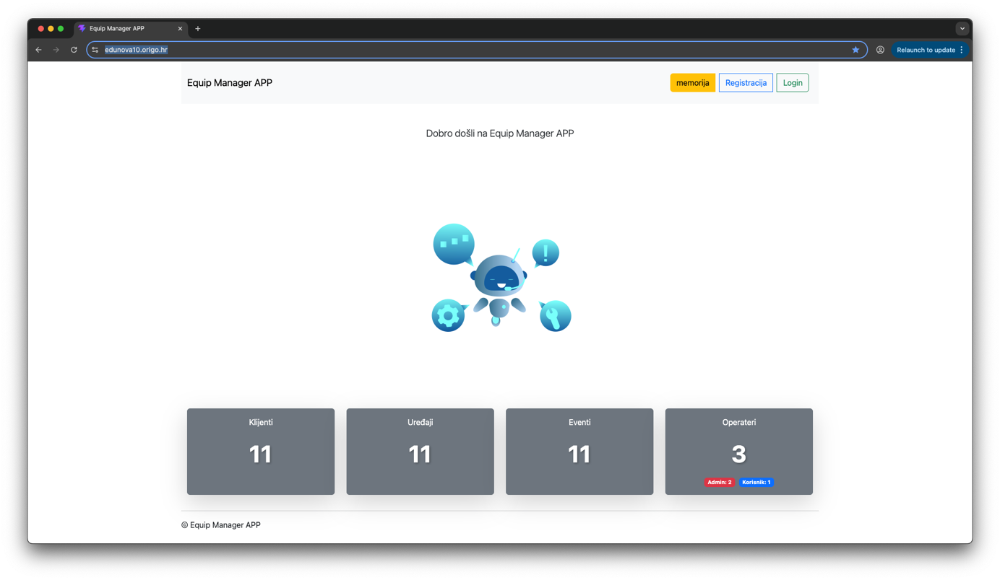 Equip Manager APP
edunova10.origo.hr
Relaunch to update
Equip Manager APP
memorija
Registracija
Login
Dobro došli na Equip Manager APP
!
Klijenti
11
Uređaji
11
Eventi
11
Operateri
3
Admin: 2
Korisnik: 1
© Equip Manager APP